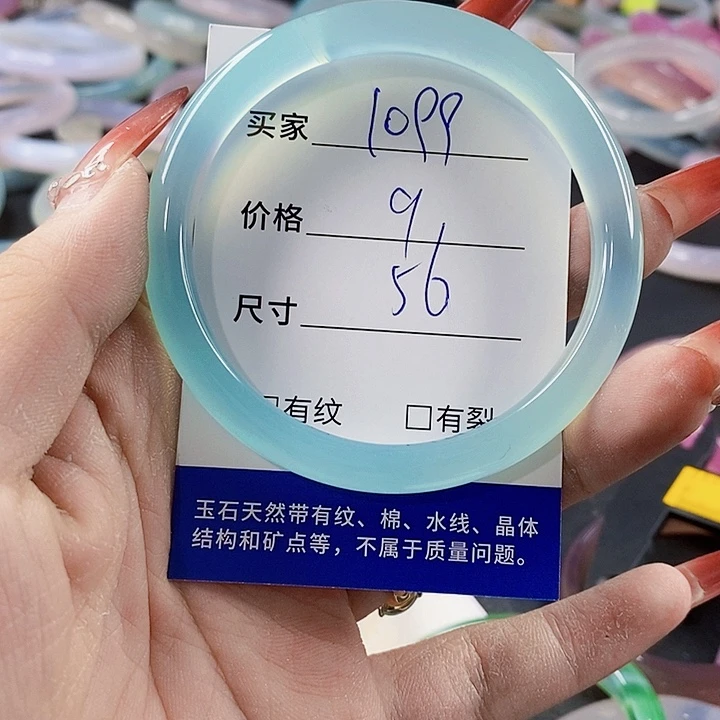 买家 1099
价格 9
尺寸 56
□有纹 □有裂
玉石天然带有纹、棉、水线、晶体
结构和矿点等，不属于质量问题。